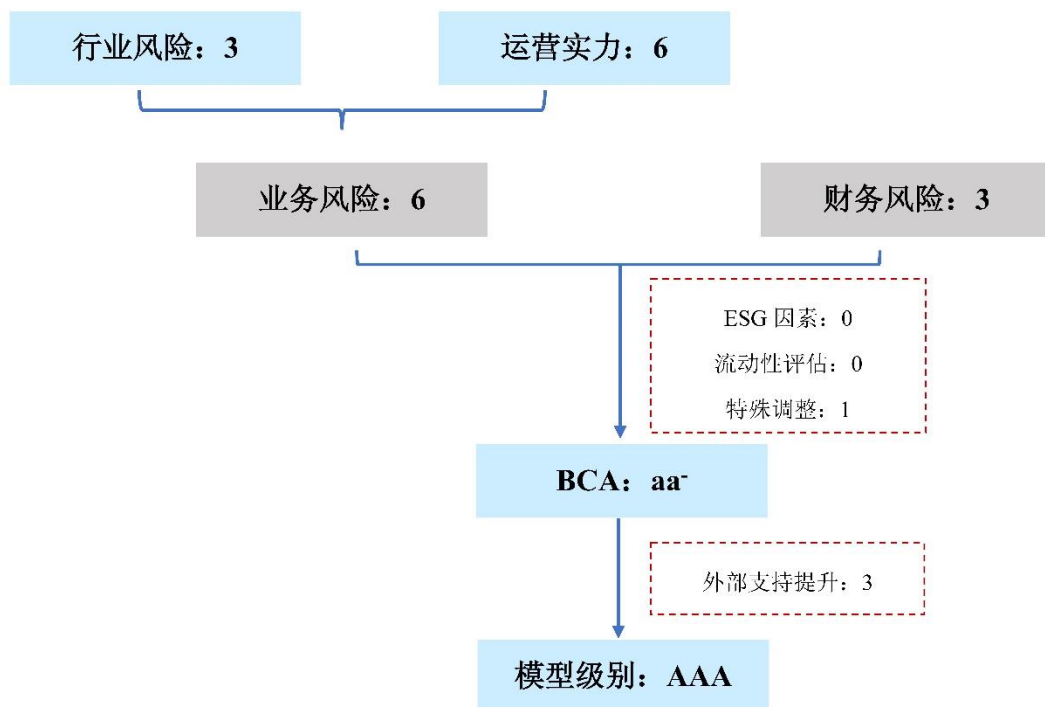 行业风险：3
运营实力：6
业务风险：6
财务风险：3
ESG 因素：0
流动性评估：0
特殊调整：1
BCA：aa⁻
外部支持提升：3
模型级别：AAA